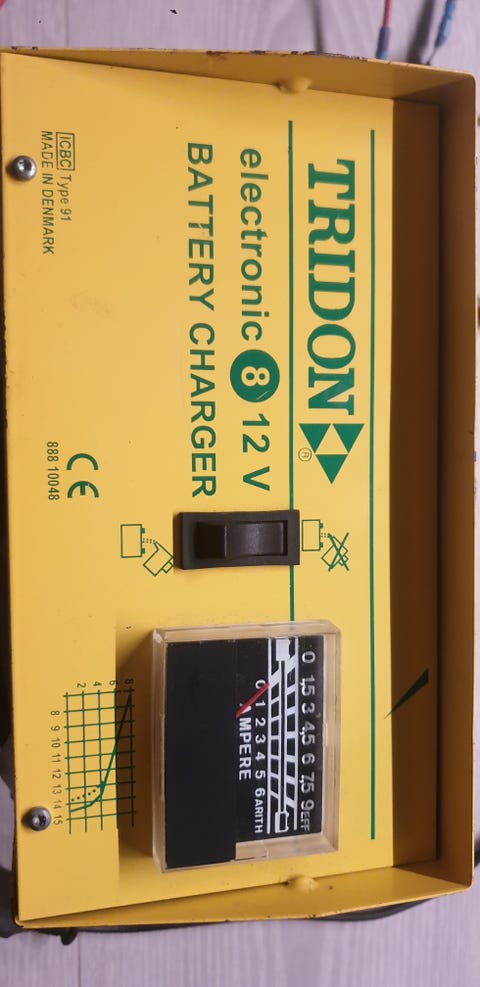 TRIDON
®
electronic 8 12 V
BATTERY CHARGER
ICBC Type 91
MADE IN DENMARK
CE
888 10048
0 1,5 3 4,5 6 7,5 9 EFF
0 1 2 3 4 5 6 ARITH
AMPERE
8
6
4
2
8 9 10 11 12 13 14 15